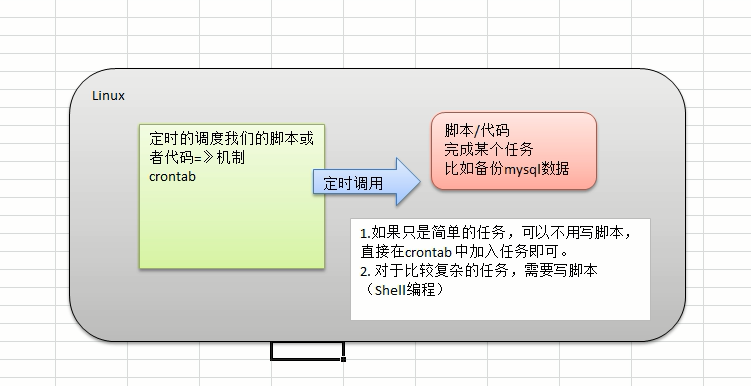 Linux
定时的调度我们的脚本或
者代码=》机制
crontab
定时调用
脚本/代码
完成某个任务
比如备份mysql数据
1.如果只是简单的任务，可以不用写脚本，
直接在crontab 中加入任务即可。
2. 对于比较复杂的任务，需要写脚本
（Shell编程）